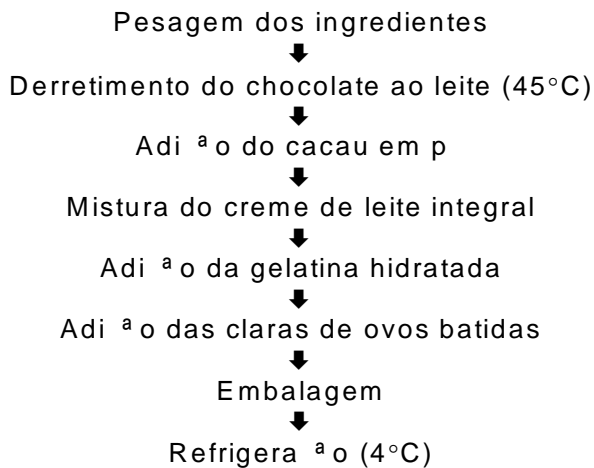 Pesagem dos ingredientes
Derretimento do chocolate ao leite (45°C)
Adi ª o do cacau em p
Mistura do creme de leite integral
Adi ª o da gelatina hidratada
Adi ª o das claras de ovos batidas
Embalagem
Refrigera ª o (4°C)